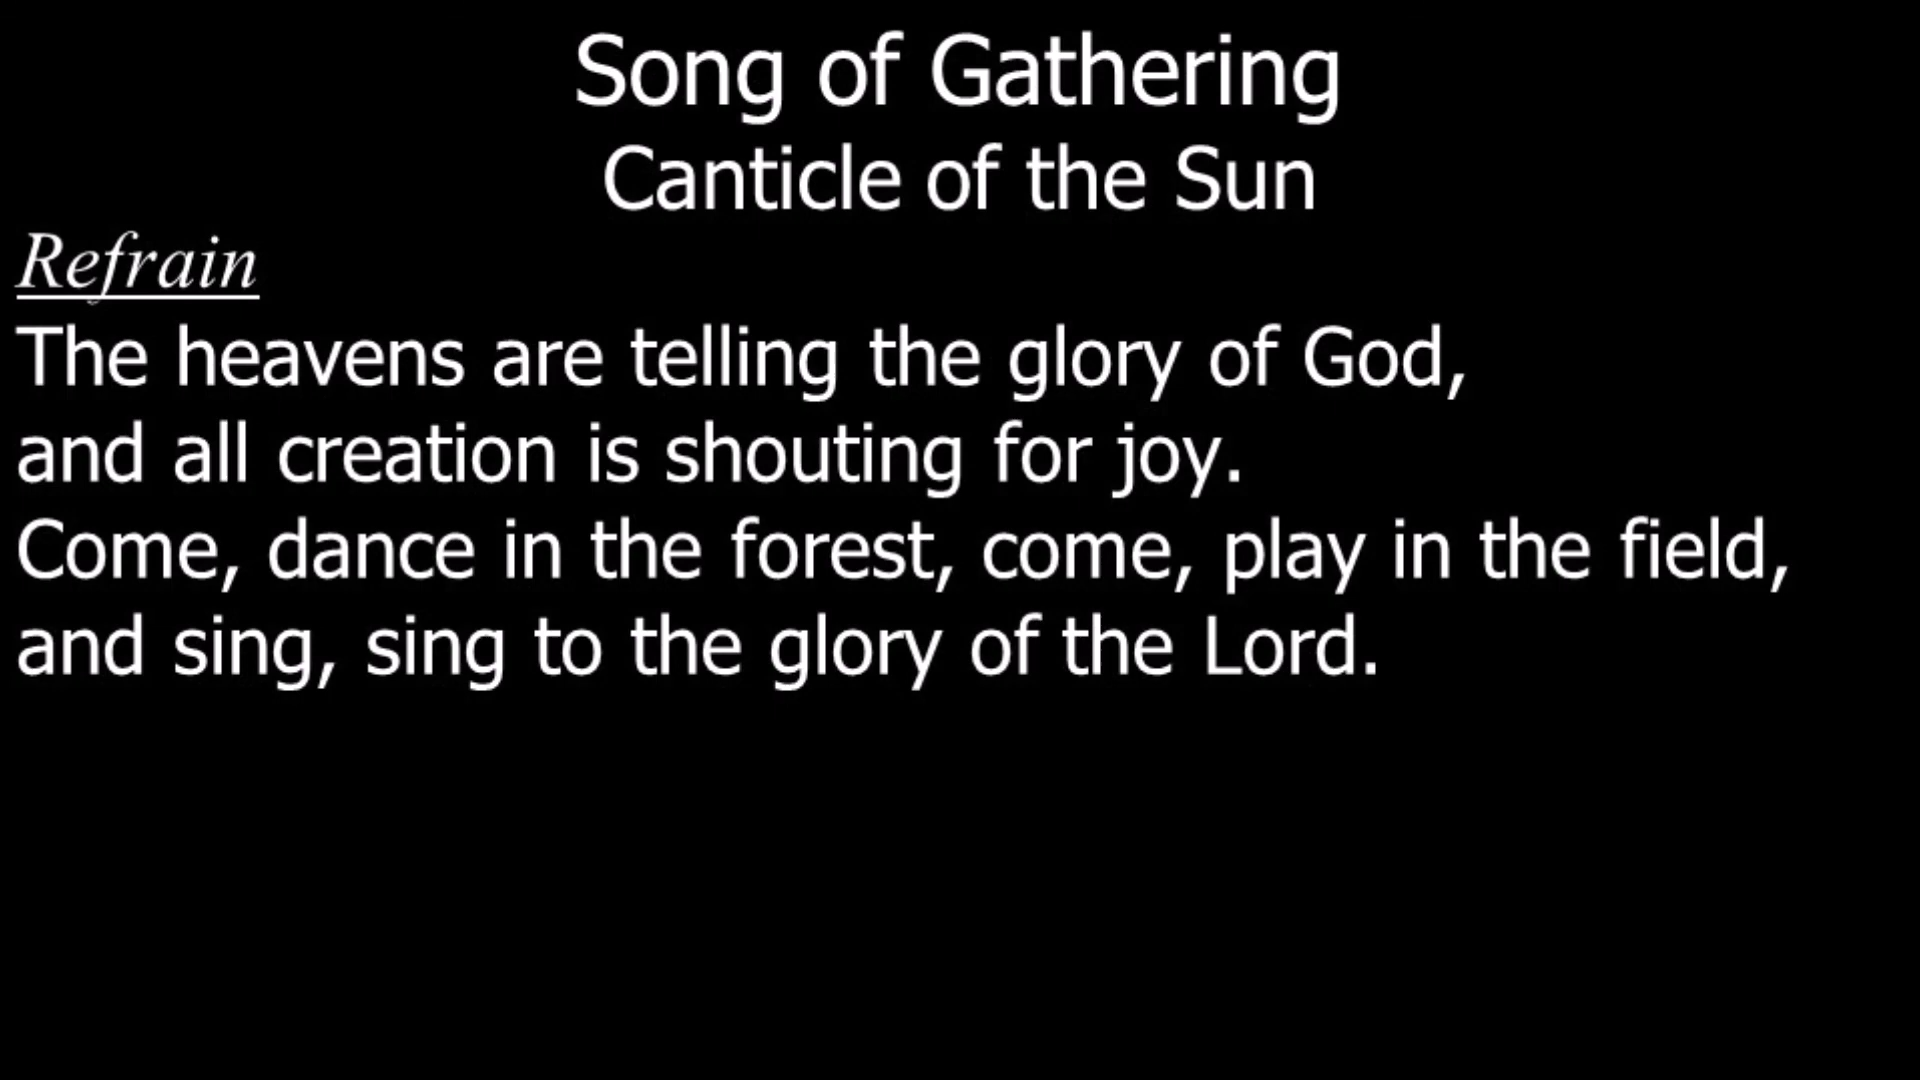 Song of Gathering
Canticle of the Sun
Refrain
The heavens are telling the glory of God,
and all creation is shouting for joy.
Come, dance in the forest, come, play in the field,
and sing, sing to the glory of the Lord.